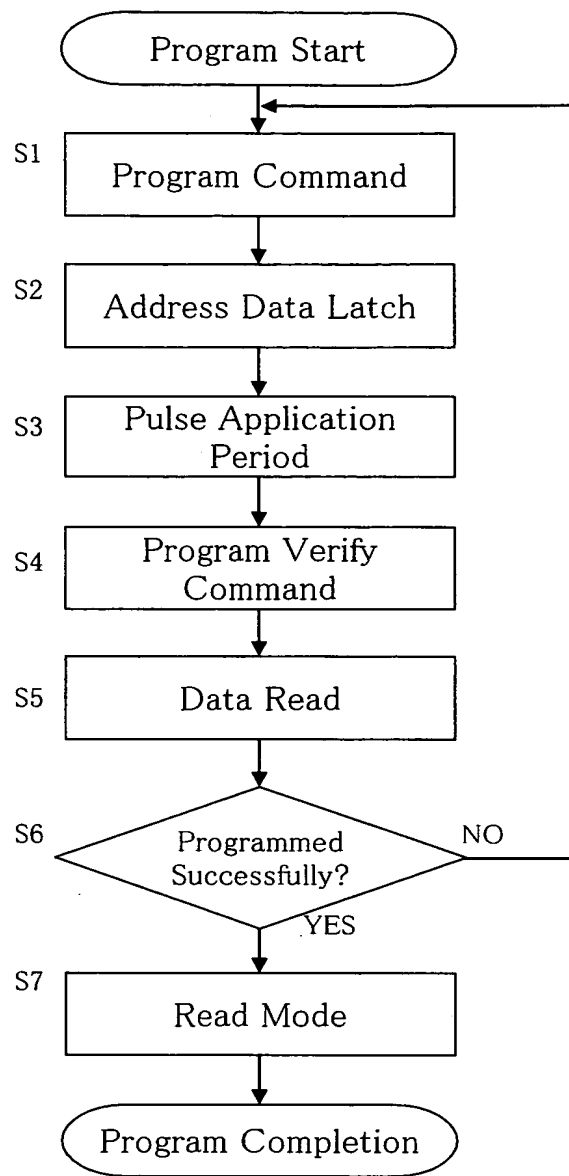 Program Start
S1
Program Command
S2
Address Data Latch
S3
Pulse Application
Period
S4
Program Verify
Command
S5
Data Read
S6
Programmed
Successfully?
NO
YES
S7
Read Mode
Program Completion